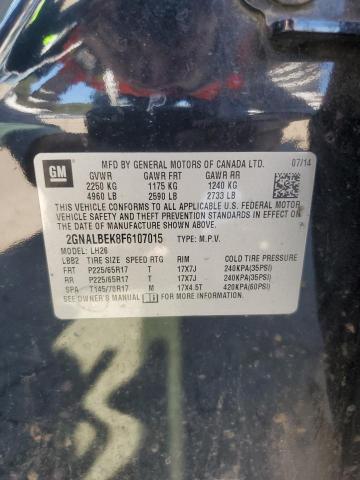 GM MFD BY GENERAL MOTORS OF CANADA LTD. 07/14
GVWR GAWR FRT GAWR RR
2250 KG 1175 KG 1240 KG
4960 LB 2590 LB 2733 LB
THIS VEHICLE CONFORMS TO ALL APPLICABLE U.S. FEDERAL MOTOR
VEHICLE SAFETY AND THEFT PREVENTION STANDARDS IN EFFECT
ON THE DATE OF MANUFACTURE SHOWN ABOVE.
2GNALBEK8F6107015 TYPE: M.P.V.
MODEL: LH26
LBB2 TIRE SIZE SPEED RTG RIM COLD TIRE PRESSURE
FRT P225/65R17 T 17X7J 240KPA(35PSI)
RR P225/65R17 T 17X7J 240KPA(35PSI)
SPA T145/70R17 M 17X4.5T 420KPA(60PSI)
SEE OWNER'S MANUAL FOR MORE INFORMATION.